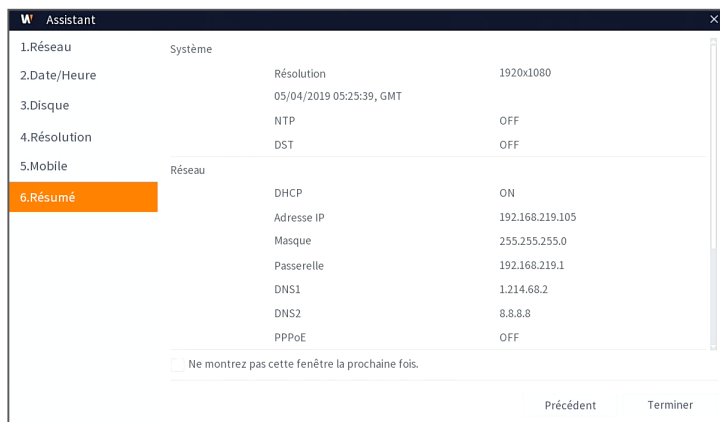 W Assistant
1.Réseau
2.Date/Heure
3.Disque
4.Résolution
5.Mobile
6.Résumé
Système
Résolution 1920x1080
05/04/2019 05:25:39, GMT
NTP OFF
DST OFF
Réseau
DHCP ON
Adresse IP 192.168.219.105
Masque 255.255.255.0
Passerelle 192.168.219.1
DNS1 1.214.68.2
DNS2 8.8.8.8
PPPoE OFF
Ne montrez pas cette fenêtre la prochaine fois.
Précédent Terminer